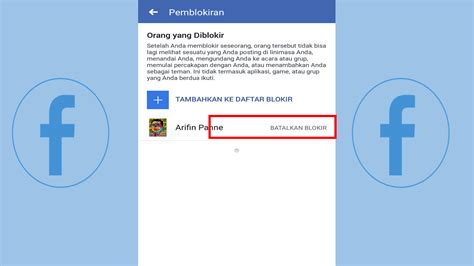 Pemblokiran
Orang yang Diblokir
Setelah Anda memblokir seseorang, orang tersebut tidak bisa
lagi melihat sesuatu yang Anda posting di linimasa Anda,
menandai Anda, mengundang Anda ke acara atau grup,
memulai percakapan dengan Anda, atau menambahkan Anda
sebagai teman. Ini tidak termasuk aplikasi, game, atau grup
yang Anda berdua ikuti.
TAMBAHKAN KE DAFTAR BLOKIR
Arifin Panne BATALKAN BLOKIR